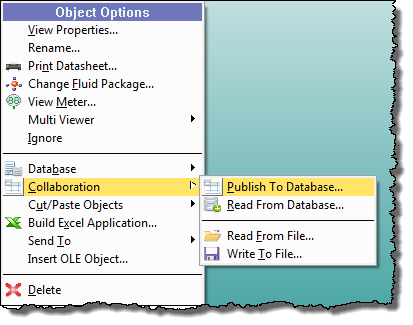 Object Options
View Properties...
Rename...
Print Datasheet...
Change Fluid Package...
View Meter...
Multi Viewer
Ignore
Database
Collaboration
Publish To Database...
Cut/Paste Objects
Read From Database...
Build Excel Application...
Send To
Read From File...
Insert OLE Object...
Write To File...
Delete